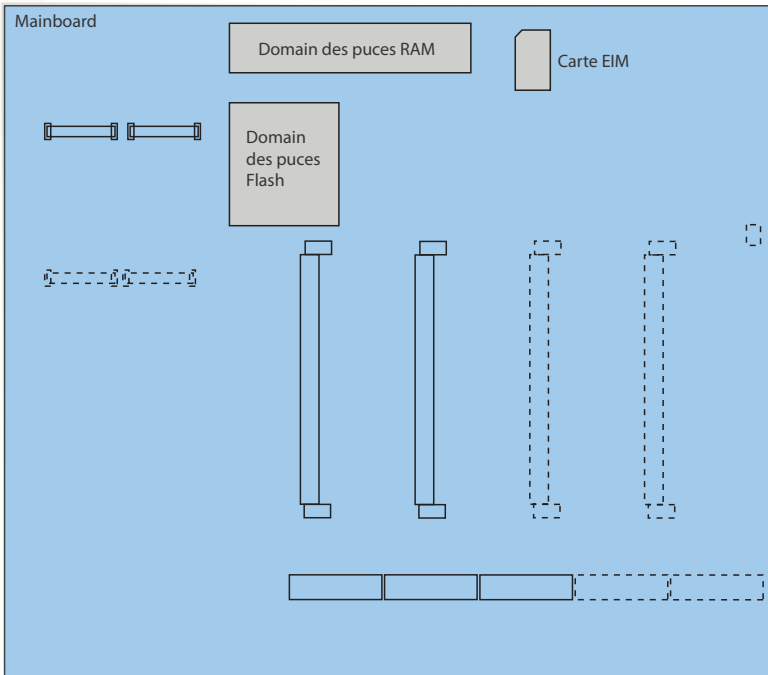 Mainboard
Domain des puces RAM
Carte EIM
Domain
des puces
Flash